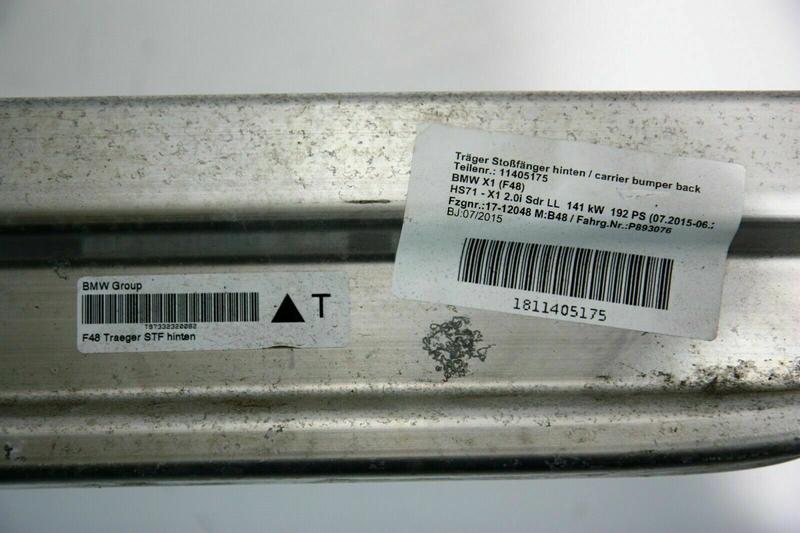 Träger Stoßfänger hinten / carrier bumper back
Teilenr.: 11405175
BMW X1 (F48)
HS71 - X1 2.0i Sdr LL 141 kW 192 PS (07.2015-06.:
Fzgnr.:17-12048 M:B48 / Fahrg.Nr.:P893076
BJ:07/2015
1811405175
BMW Group
T
F48 Traeger STF hinten